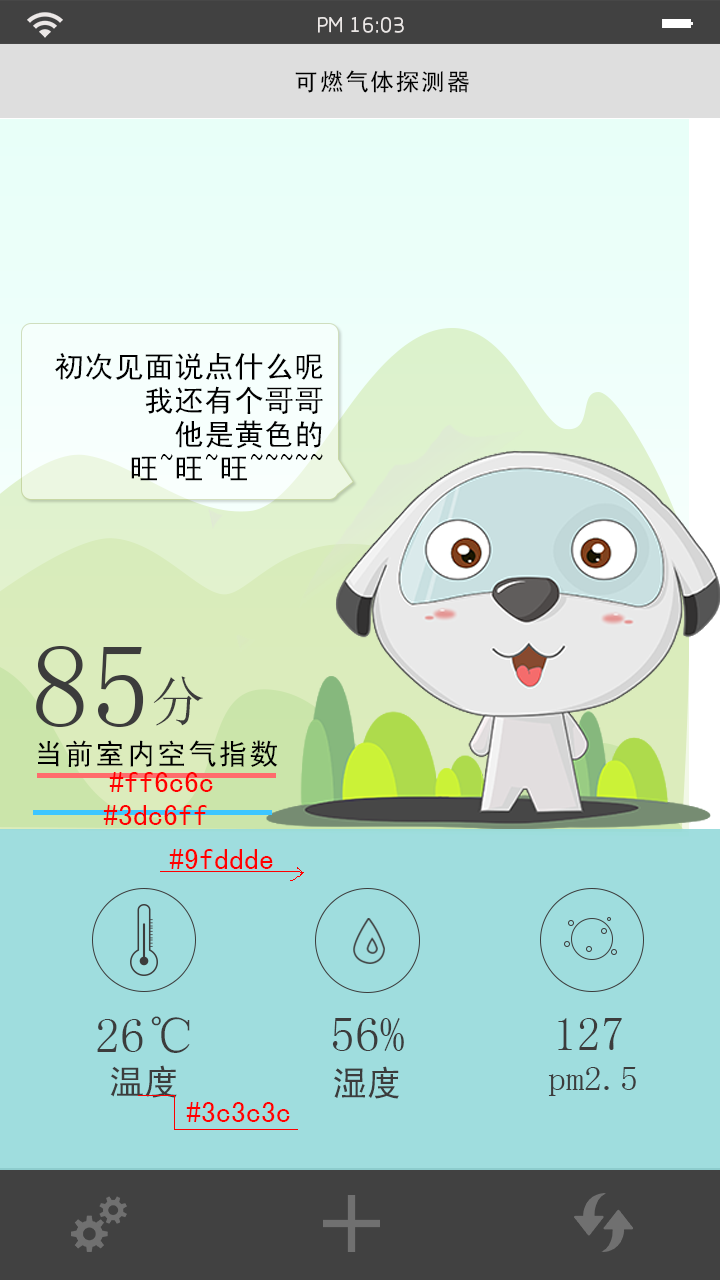 PM 16:03
可燃气体探测器
初次见面说点什么呢
我还有个哥哥
他是黄色的
旺~旺~旺~~~~~
85分
当前室内空气指数
#ff6c6c
#3dc6ff
#9fddde
26℃
56%
127
温度
湿度
pm2.5
#3c3c3c